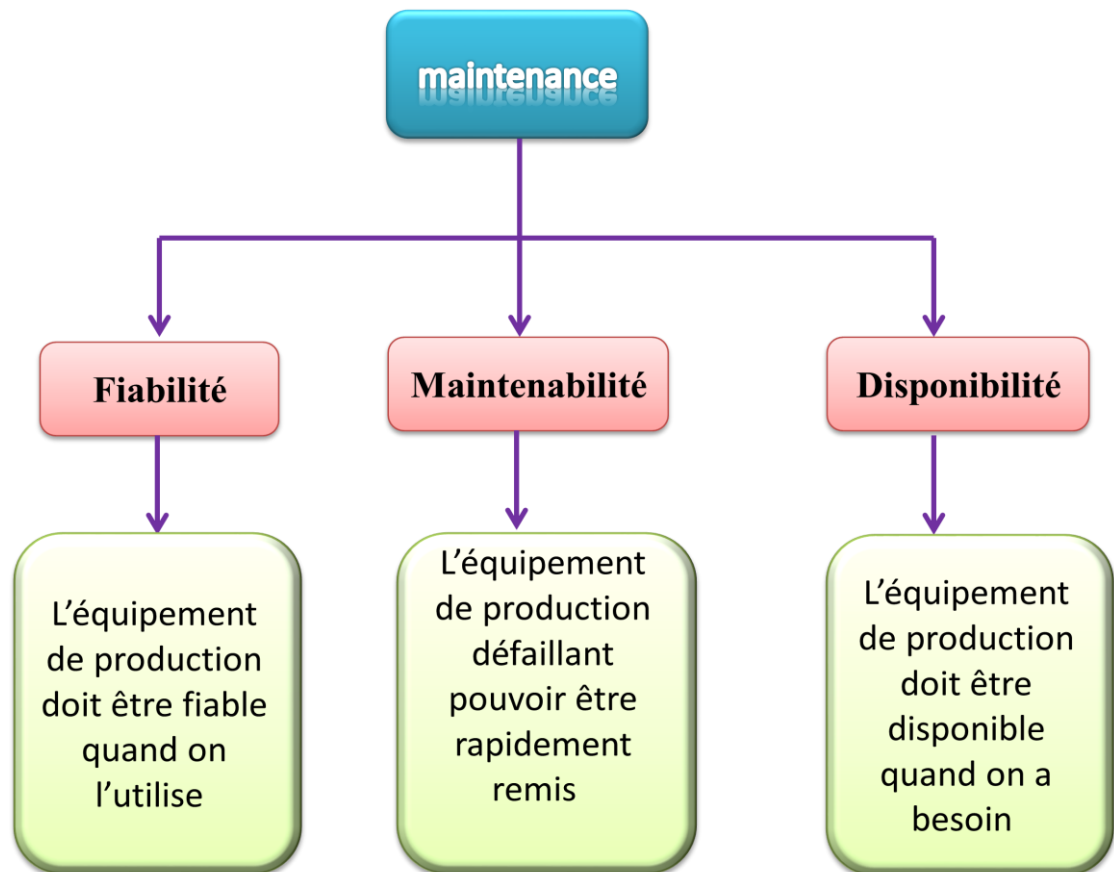 maintenance
Fiabilité
Maintenabilité
Disponibilité
L’équipement
de production
doit être fiable
quand on
l’utilise
L’équipement
de production
défaillant
pouvoir être
rapidement
remis
L’équipement
de production
doit être
disponible
quand on a
besoin